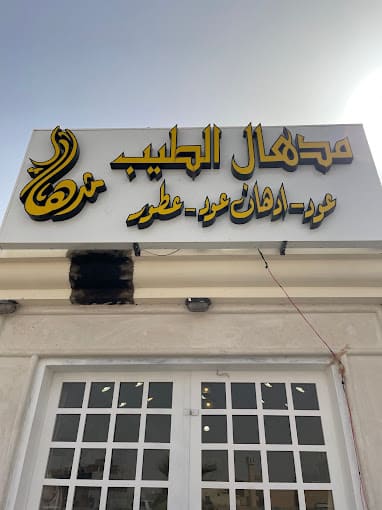 مدهال الطيب
عود - ادهان عود - عطور
مدهال